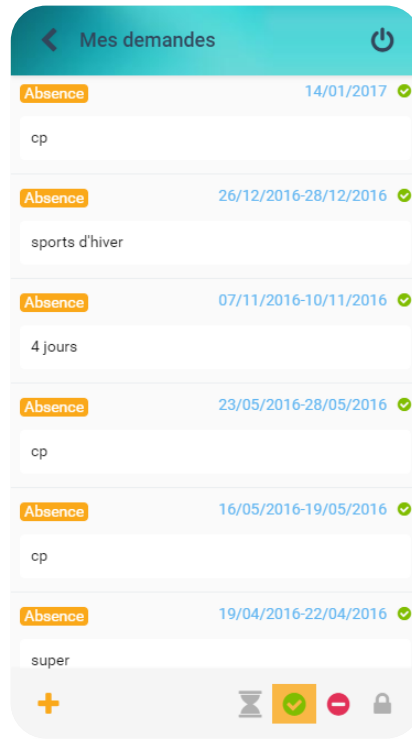 Mes demandes
Absence 14/01/2017
cp
Absence 26/12/2016-28/12/2016
sports d'hiver
Absence 07/11/2016-10/11/2016
4 jours
Absence 23/05/2016-28/05/2016
cp
Absence 16/05/2016-19/05/2016
cp
Absence 19/04/2016-22/04/2016
super